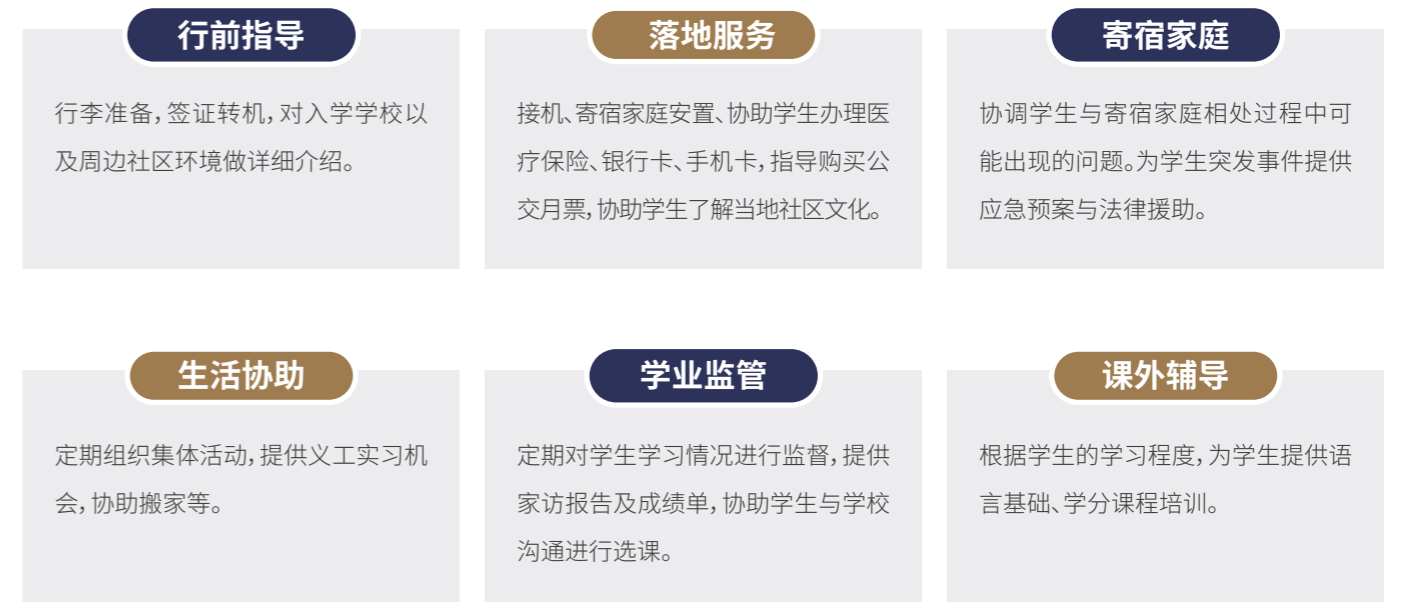 行前指导
行李准备，签证转机，对入学学校以
及周边社区环境做详细介绍。
落地服务
接机、寄宿家庭安置、协助学生办理医
疗保险、银行卡、手机卡，指导购买公
交月票，协助学生了解当地社区文化。
寄宿家庭
协调学生与寄宿家庭相处过程中可
能出现的问题。为学生突发事件提供
应急预案与法律援助。
生活协助
定期组织集体活动，提供义工实习机
会，协助搬家等。
学业监管
定期对学生学习情况进行监督，提供
家访报告及成绩单，协助学生与学校
沟通进行选课。
课外辅导
根据学生的学习程度，为学生提供语
言基础、学分课程培训。